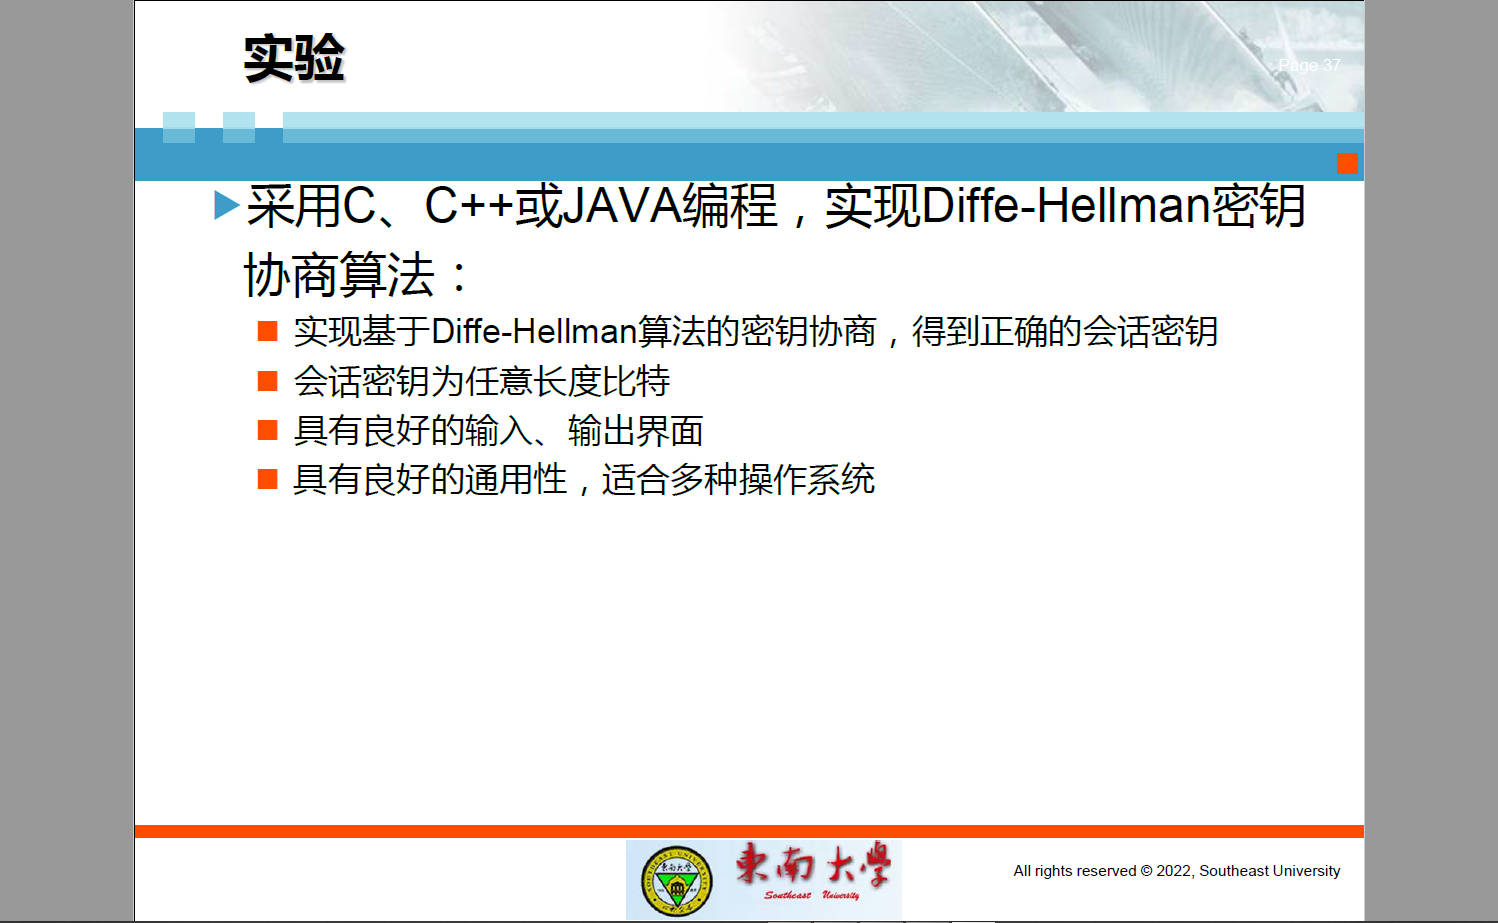 实验
Page 37
采用C、C++或JAVA编程，实现Diffe-Hellman密钥
协商算法：
实现基于Diffe-Hellman算法的密钥协商，得到正确的会话密钥
会话密钥为任意长度比特
具有良好的输入、输出界面
具有良好的通用性，适合多种操作系统
東南大學
Southeast University
All rights reserved © 2022, Southeast University